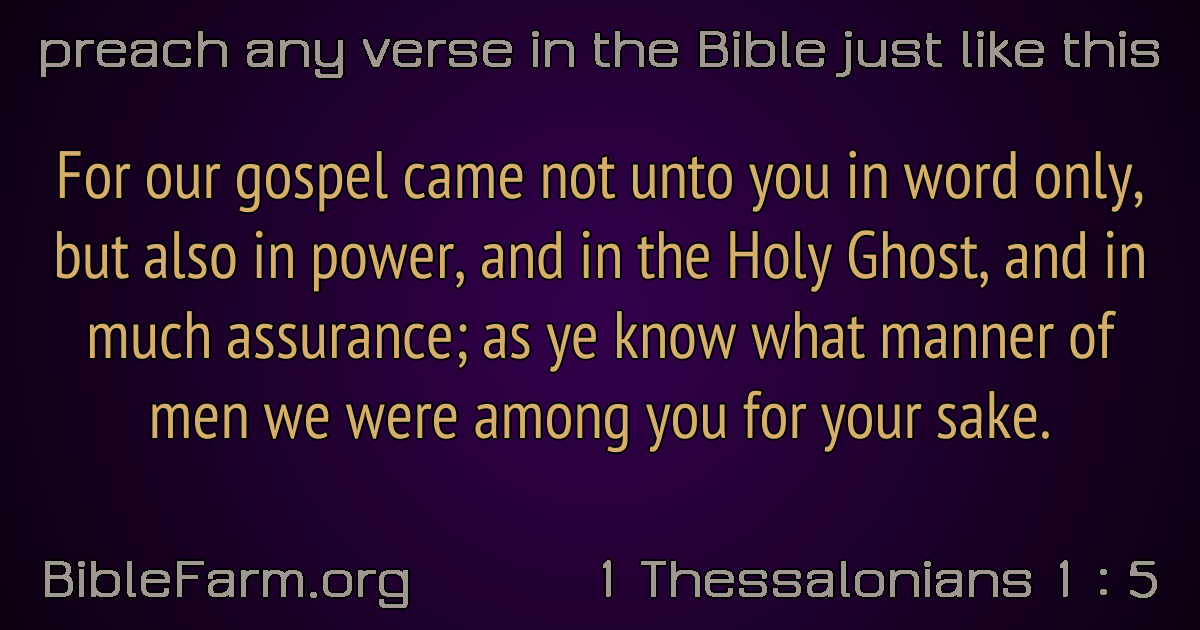 preach any verse in the Bible just like this
For our gospel came not unto you in word only,
but also in power, and in the Holy Ghost, and in
much assurance; as ye know what manner of
men we were among you for your sake.
BibleFarm.org
1 Thessalonians 1 : 5